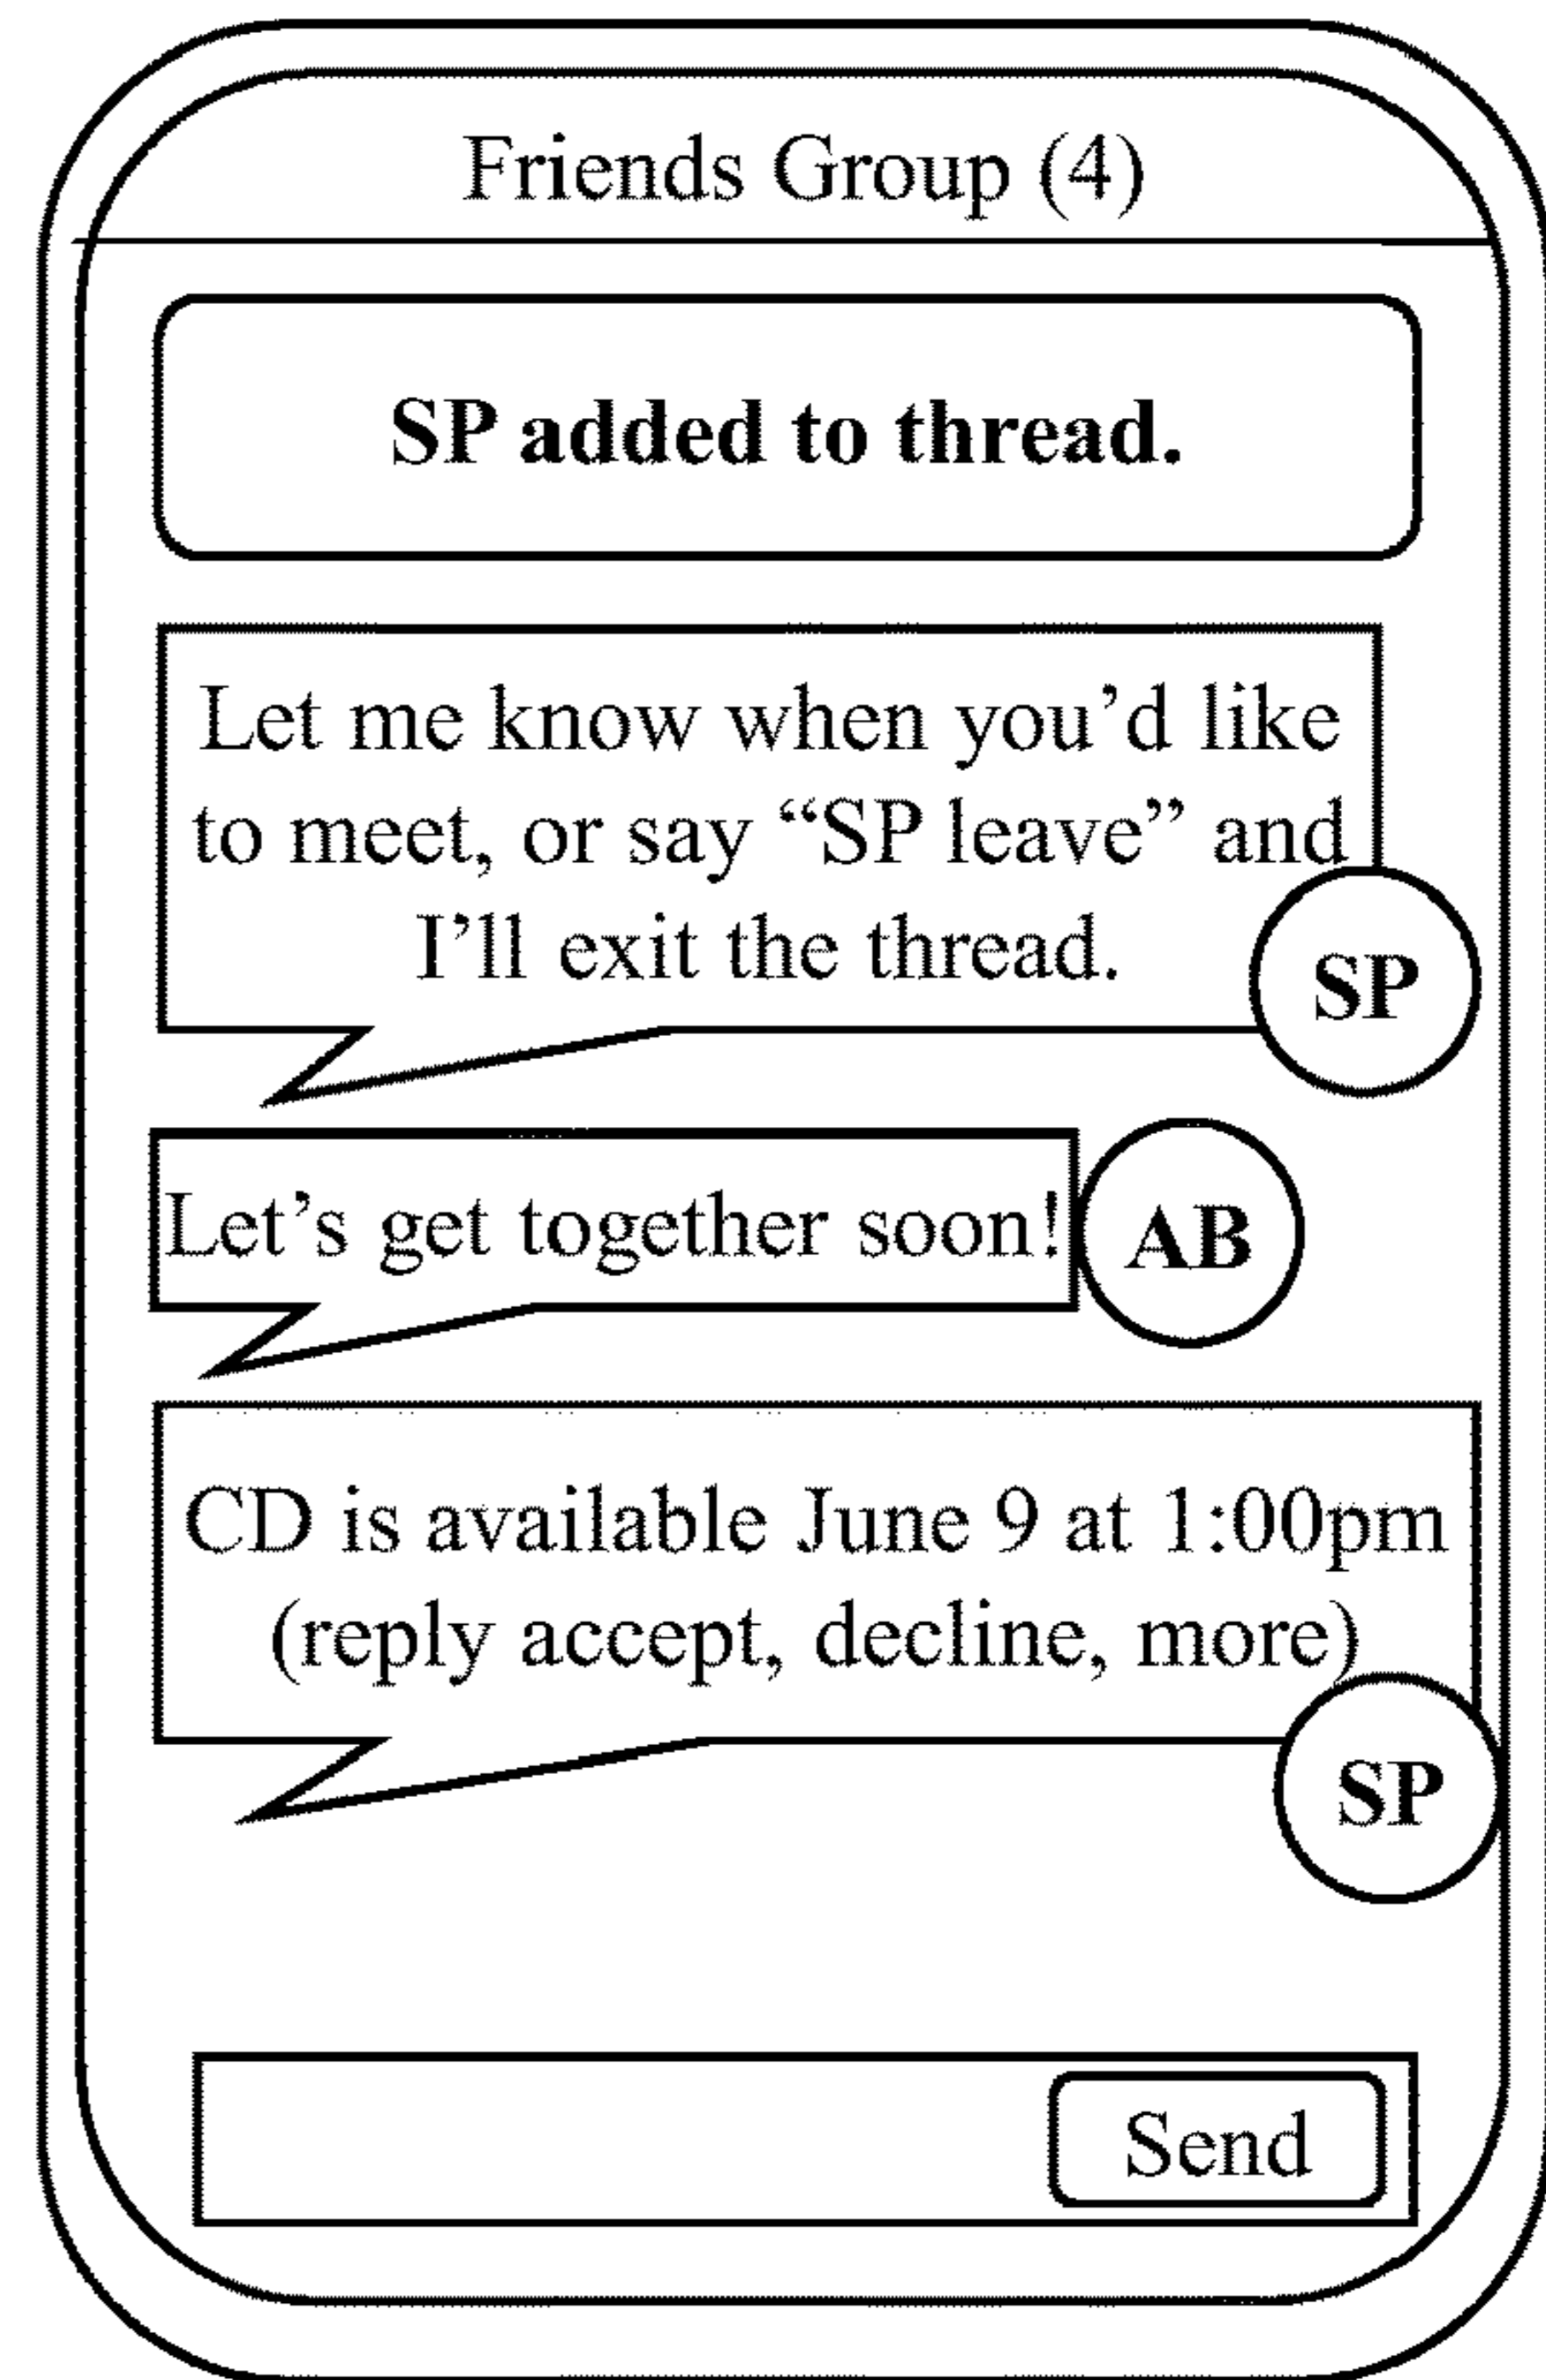 Friends Group (4)
SP added to thread.
Let me know when you’d like
to meet, or say “SP leave” and
I’ll exit the thread.
SP
Let’s get together soon!
AB
CD is available June 9 at 1:00pm
(reply accept, decline, more)
SP
Send